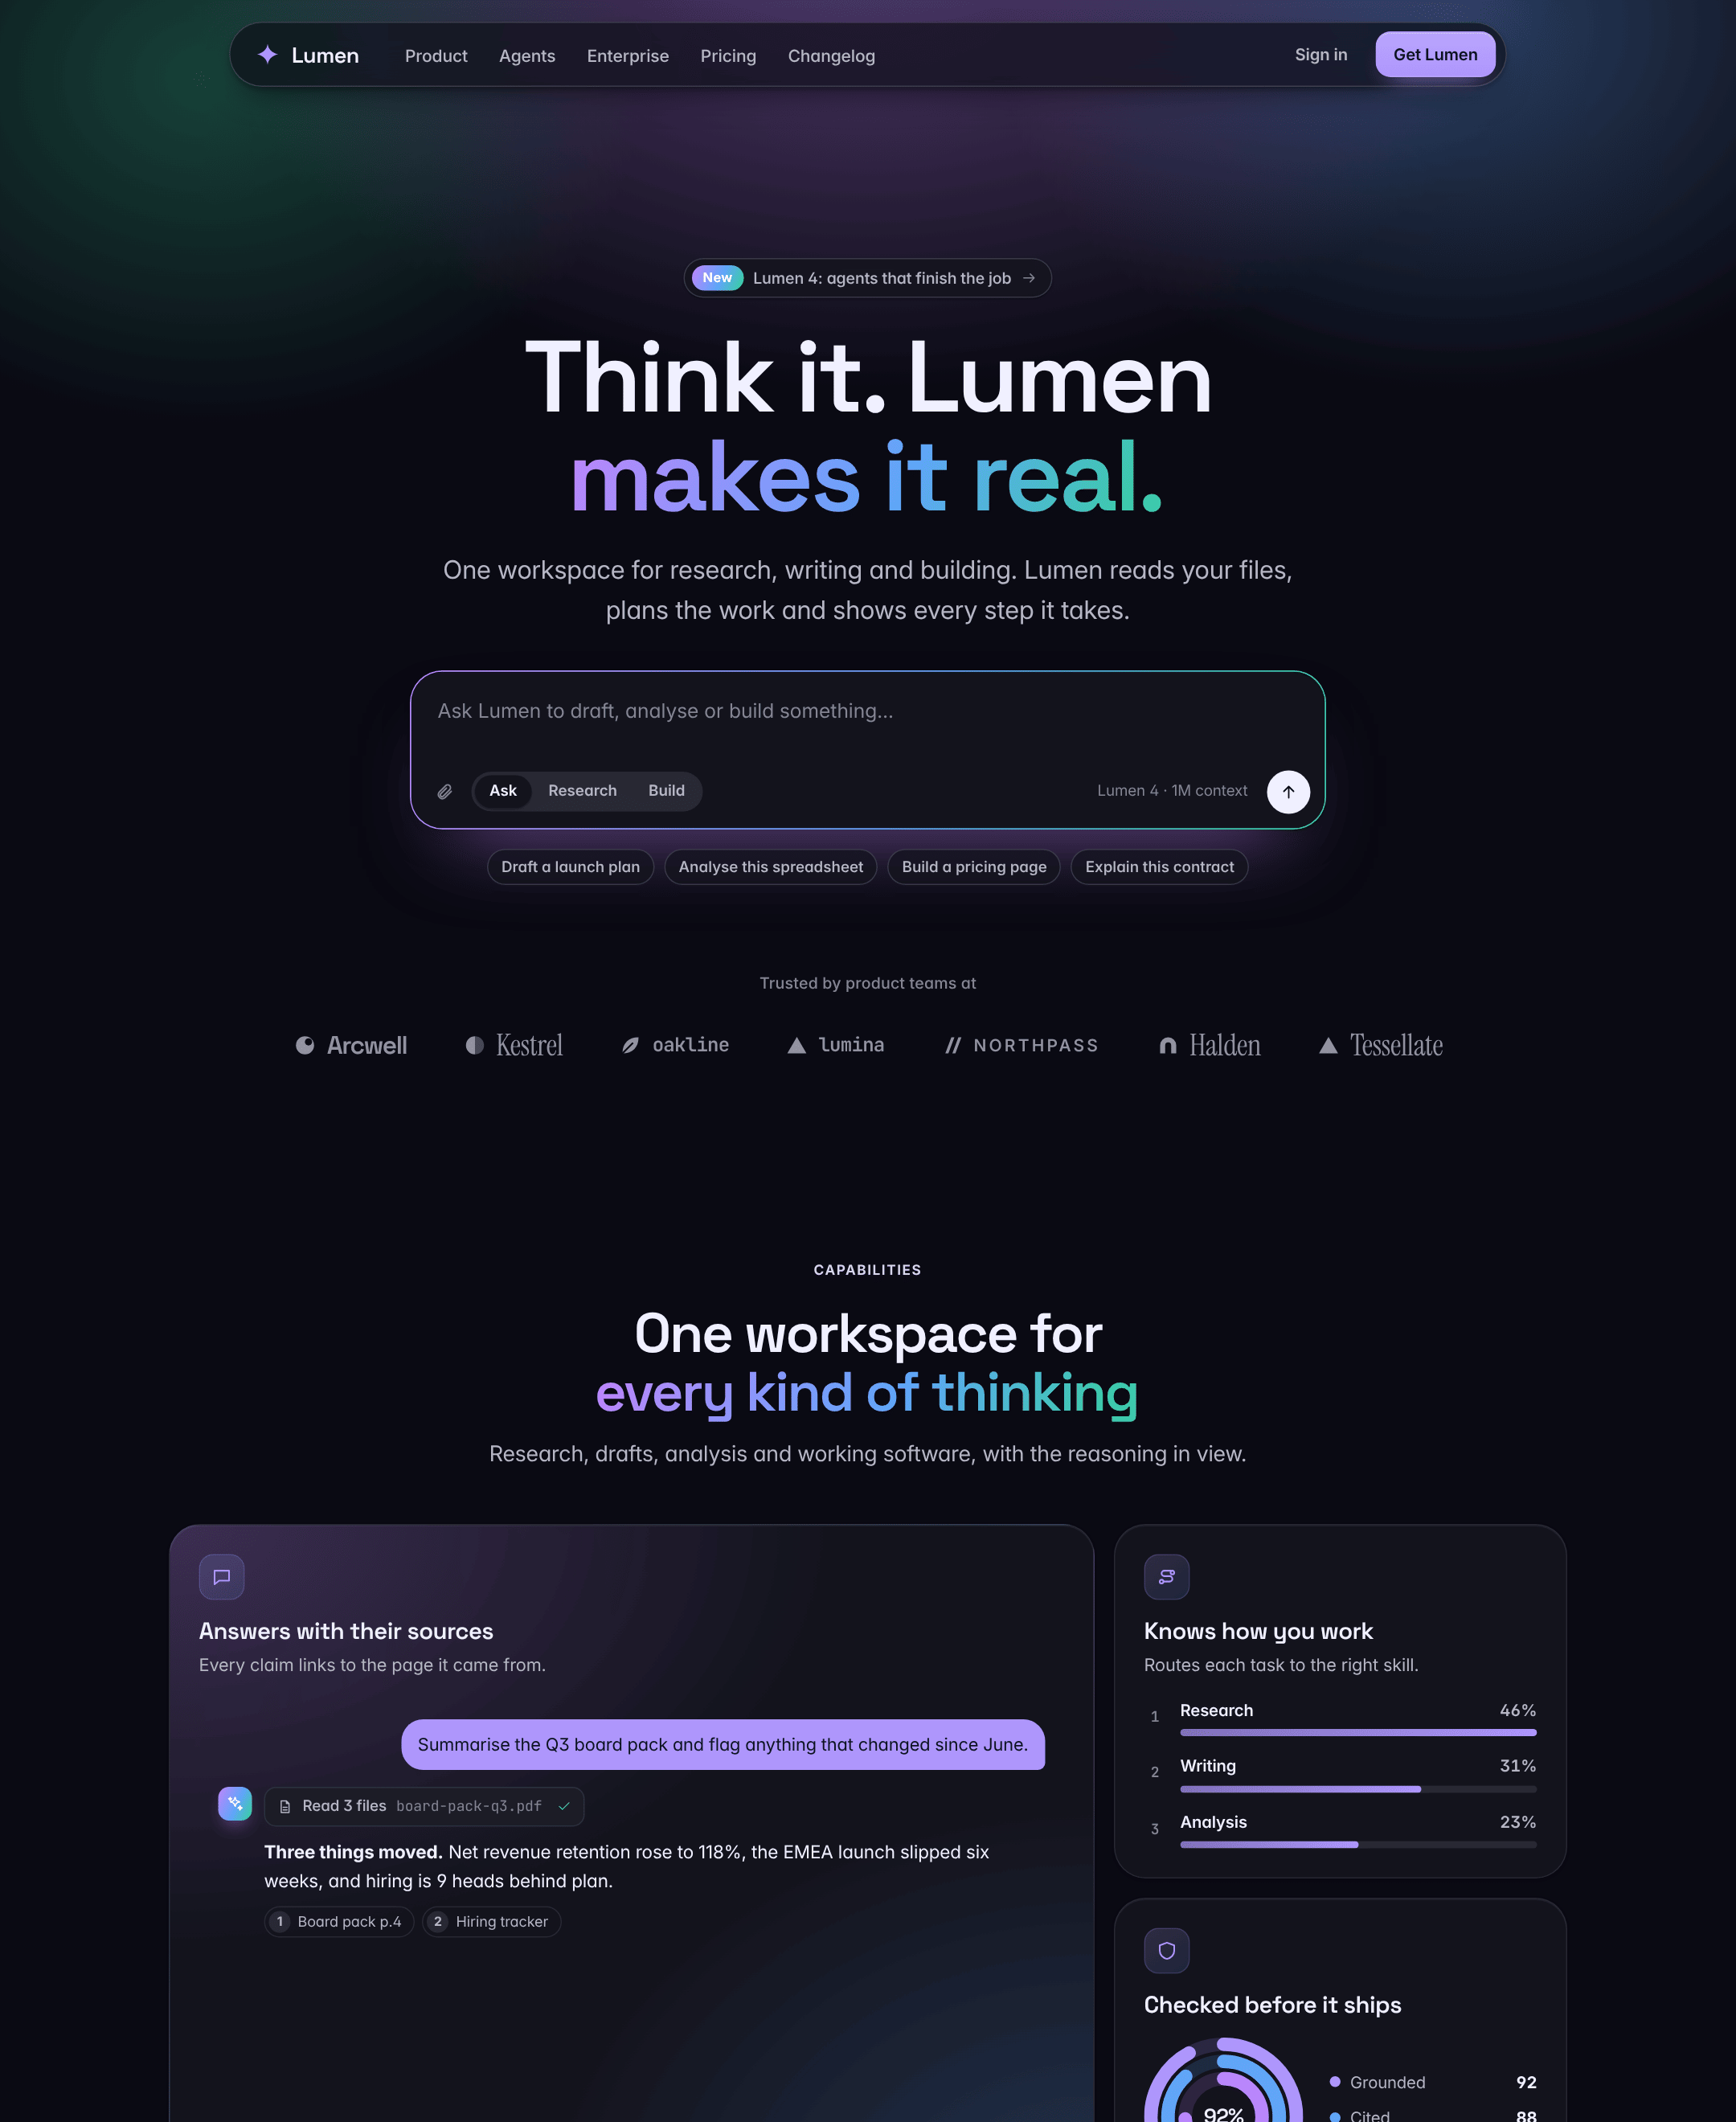 Lumen
Product
Agents
Enterprise
Pricing
Changelog
Sign in
Get Lumen
New
Lumen 4: agents that finish the job →
Think it. Lumen
makes it real.
One workspace for research, writing and building. Lumen reads your files,
plans the work and shows every step it takes.
Ask Lumen to draft, analyse or build something...
Ask
Research
Build
Lumen 4 · 1M context
Draft a launch plan
Analyse this spreadsheet
Build a pricing page
Explain this contract
Trusted by product teams at
Arcwell
Kestrel
oakline
lumina
NORTHPASS
Halden
Tessellate
CAPABILITIES
One workspace for
every kind of thinking
Research, drafts, analysis and working software, with the reasoning in view.
Answers with their sources
Every claim links to the page it came from.
Summarise the Q3 board pack and flag anything that changed since June.
Read 3 files board-pack-q3.pdf
Three things moved. Net revenue retention rose to 118%, the EMEA launch slipped six
weeks, and hiring is 9 heads behind plan.
1 Board pack p.4
2 Hiring tracker
Knows how you work
Routes each task to the right skill.
1 Research 46%
2 Writing 31%
3 Analysis 23%
Checked before it ships
92%
Grounded 92
Cited 88